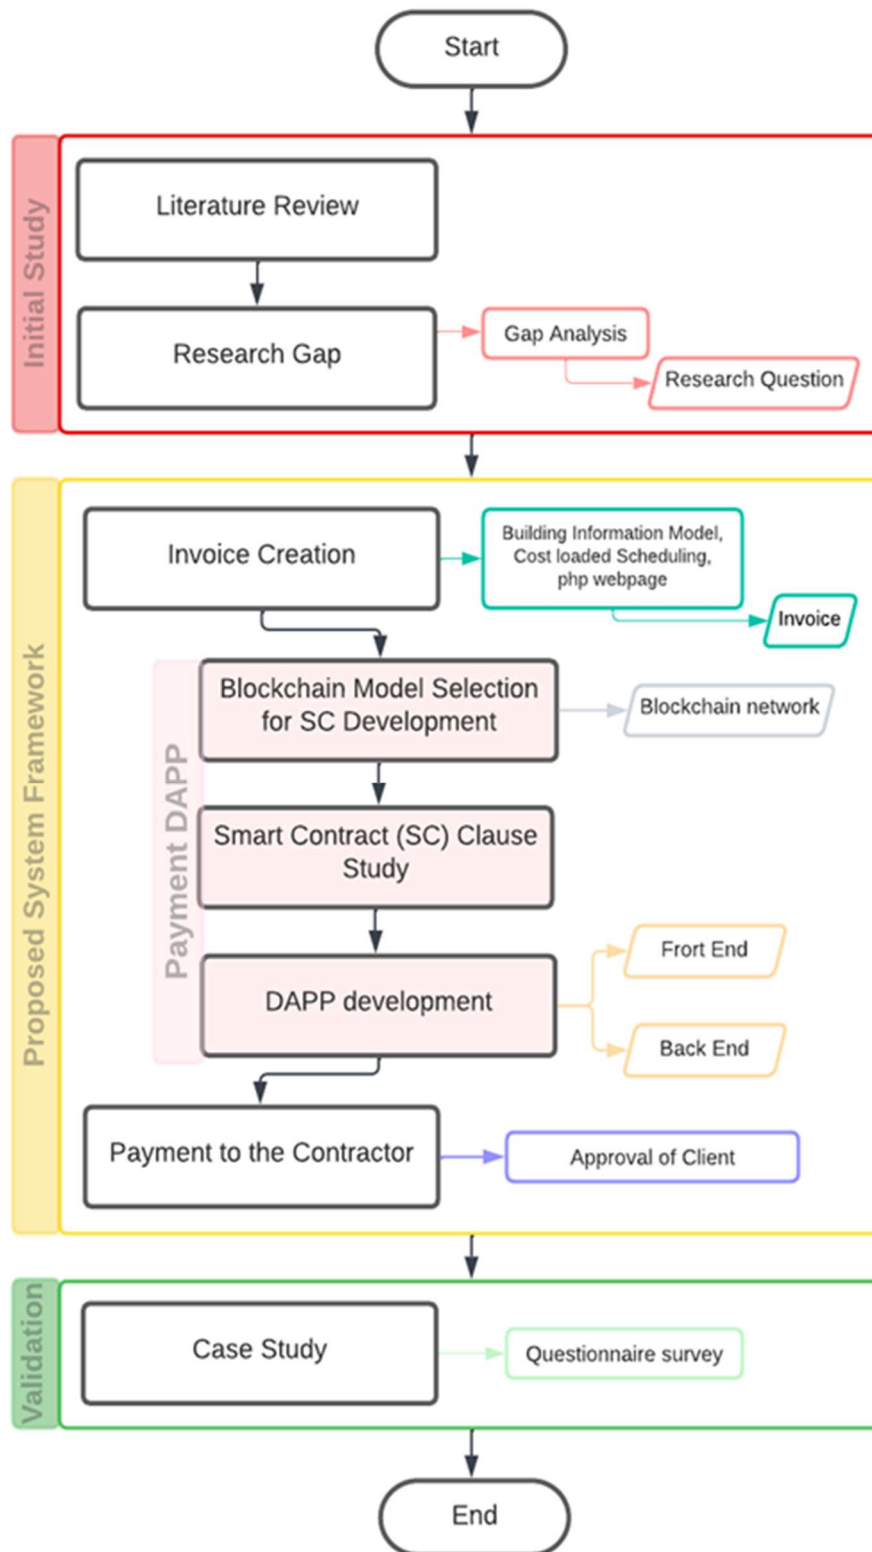 Start
Initial Study
Literature Review
Research Gap
Gap Analysis
Research Question
Proposed System Framework
Invoice Creation
Building Information Model,
Cost loaded Scheduling,
php webpage
Invoice
Payment DAPP
Blockchain Model Selection
for SC Development
Blockchain network
Smart Contract (SC) Clause
Study
DAPP development
Frort End
Back End
Payment to the Contractor
Approval of Client
Validation
Case Study
Questionnaire survey
End